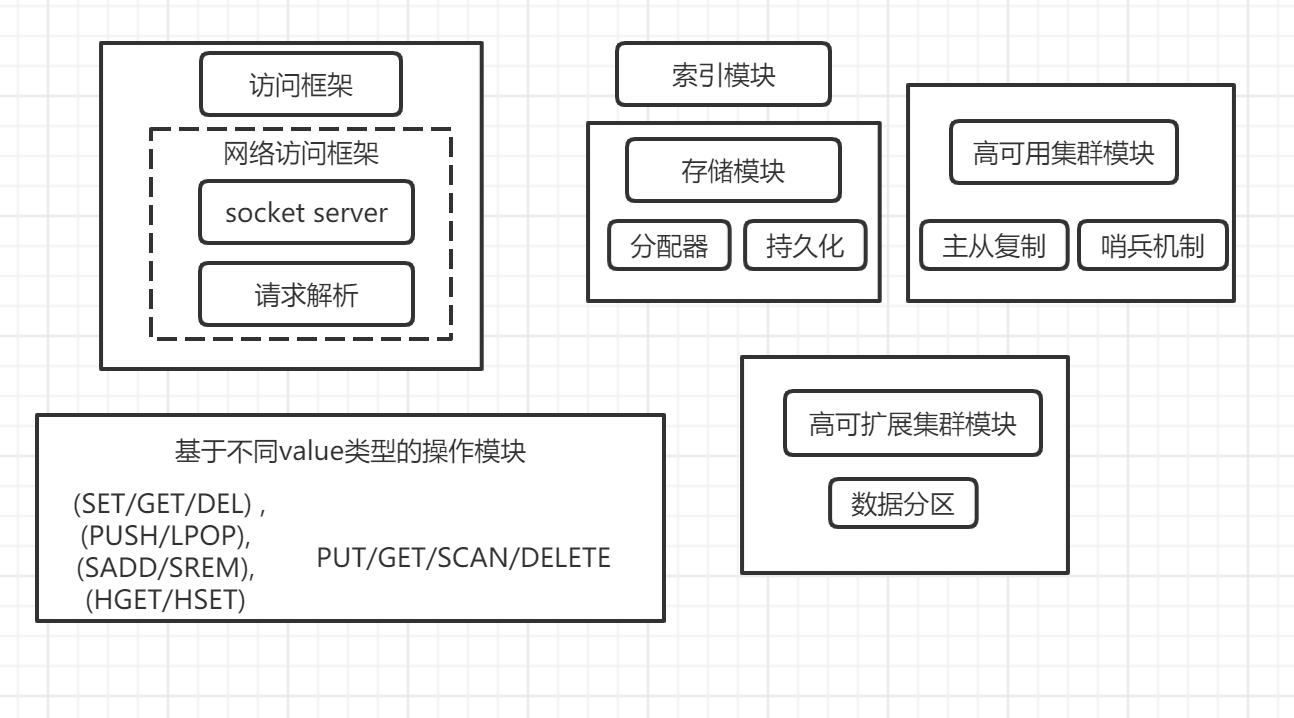 访问框架
网络访问框架
socket server
请求解析
索引模块
存储模块
分配器
持久化
高可用集群模块
主从复制
哨兵机制
基于不同value类型的操作模块
(SET/GET/DEL) ,
(PUSH/LPOP),
(SADD/SREM),
(HGET/HSET)
PUT/GET/SCAN/DELETE
高可扩展集群模块
数据分区